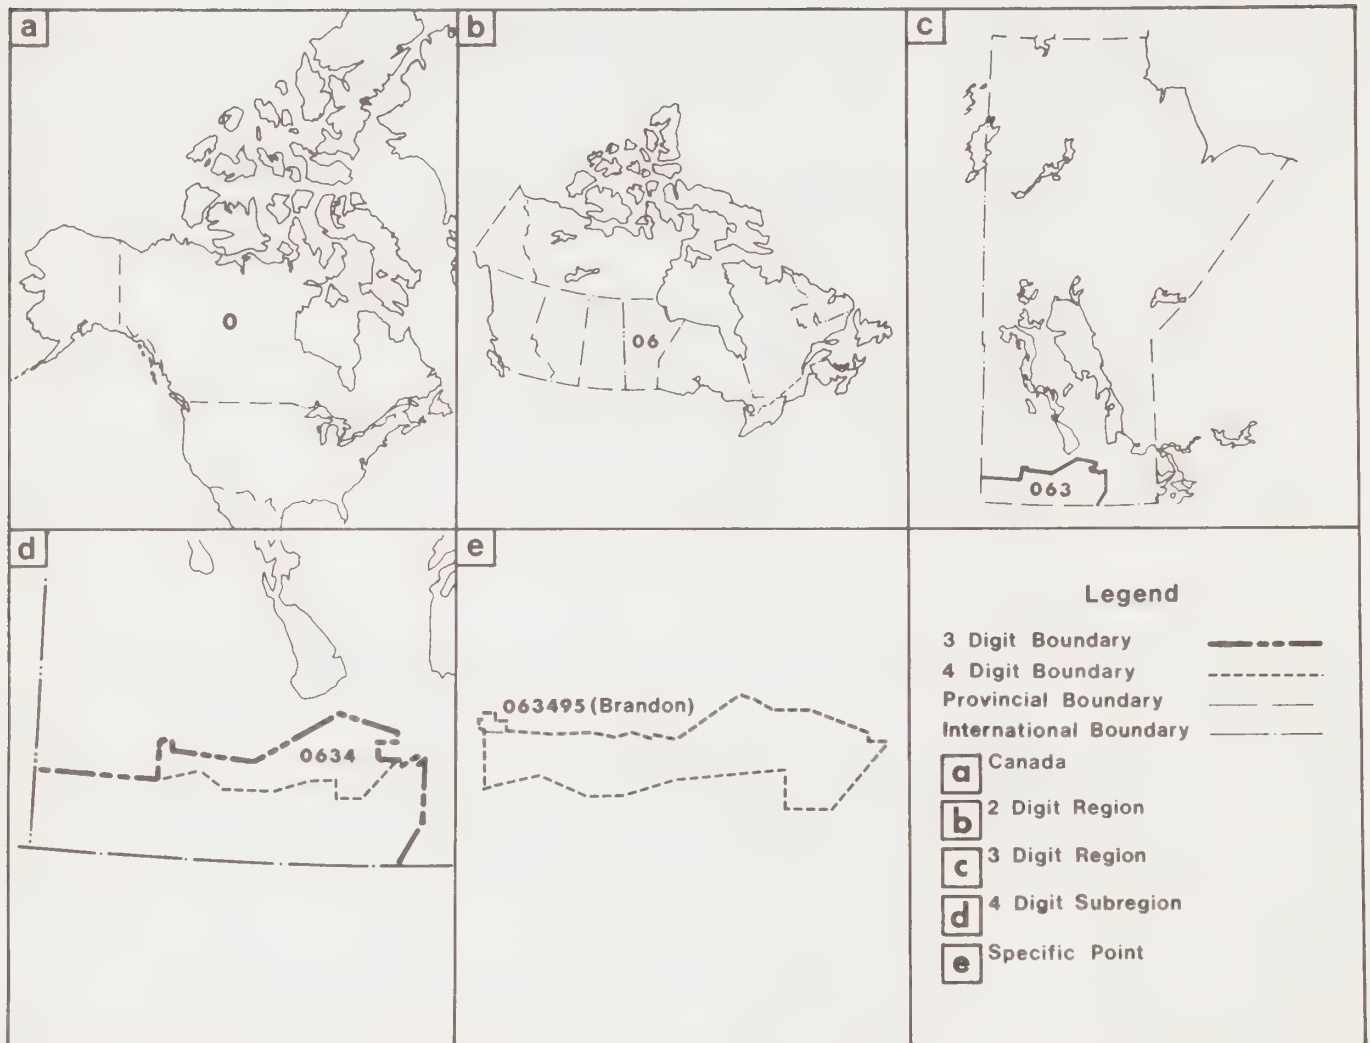 a
0
b
06
c
063
d
0634
e
063495 (Brandon)
Legend
3 Digit Boundary
4 Digit Boundary
Provincial Boundary
International Boundary
a Canada
b 2 Digit Region
c 3 Digit Region
d 4 Digit Subregion
e Specific Point